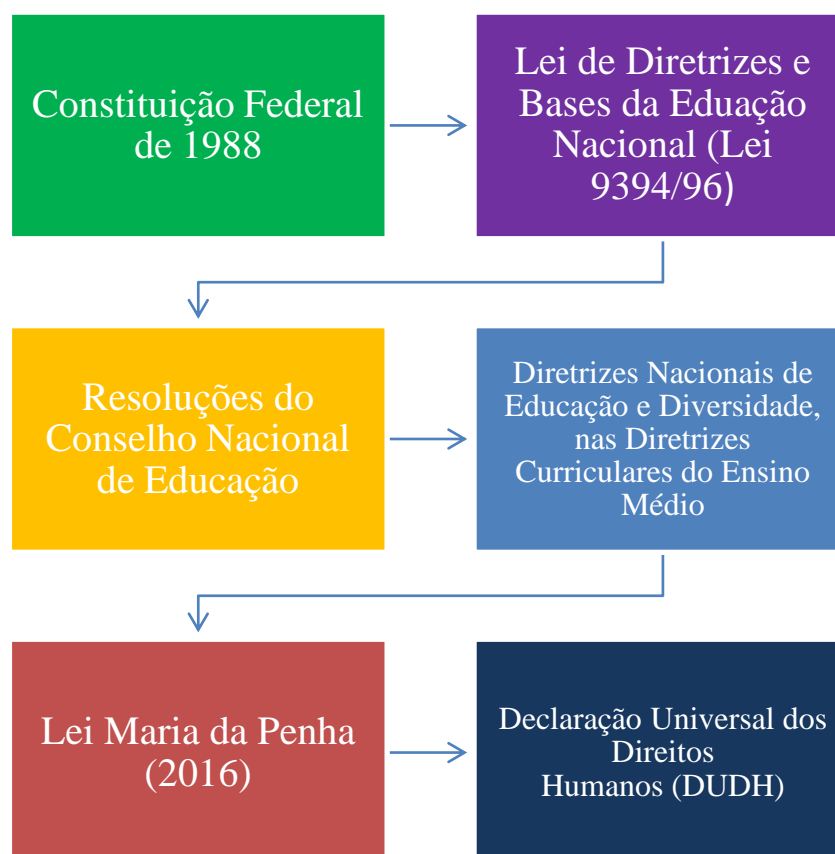 Constituição Federal
de 1988
Lei de Diretrizes e
Bases da Eduação
Nacional (Lei
9394/96)
Resoluções do
Conselho Nacional
de Educação
Diretrizes Nacionais de
Educação e Diversidade,
nas Diretrizes
Curriculares do Ensino
Médio
Lei Maria da Penha
(2016)
Declaração Universal dos
Direitos
Humanos (DUDH)